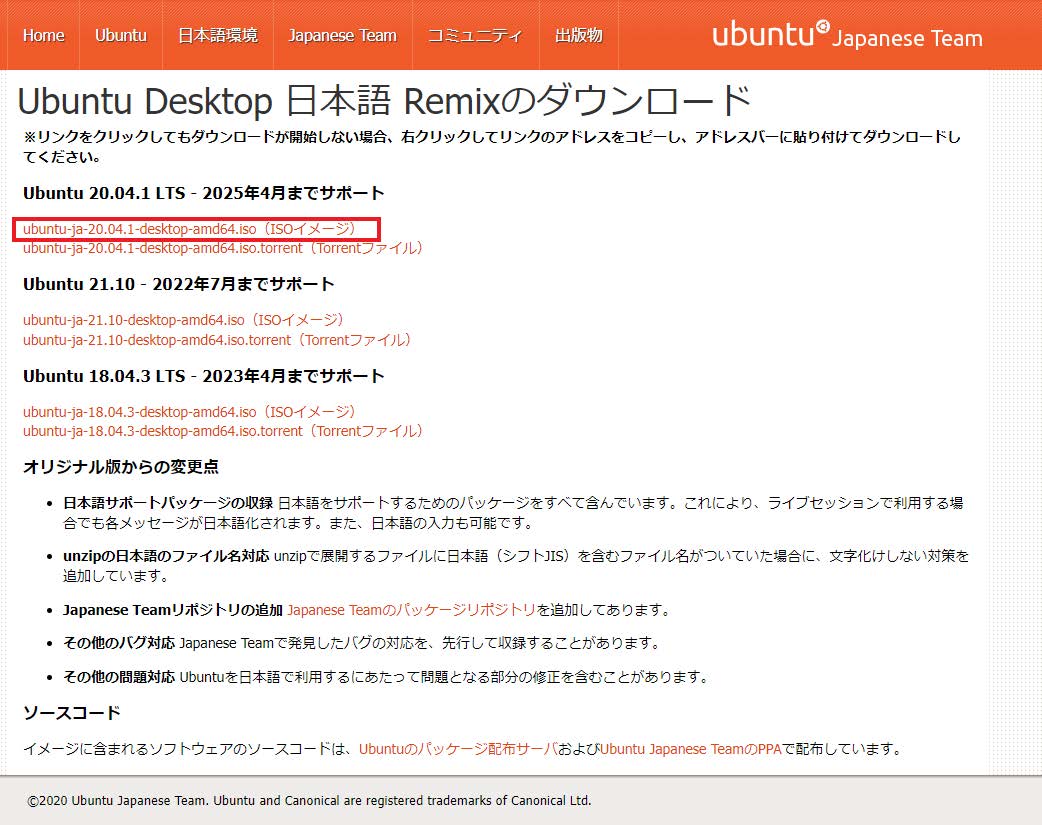 Home Ubuntu 日本語環境 Japanese Team コミュニティ 出版物 ubuntu Japanese Team
Ubuntu Desktop 日本語 Remixのダウンロード
※リンクをクリックしてもダウンロードが開始しない場合、右クリックしてリンクのアドレスをコピーし、アドレスバーに貼り付けてダウンロードし
てください。
Ubuntu 20.04.1 LTS - 2025年4月までサポート
ubuntu-ja-20.04.1-desktop-amd64.iso（ISOイメージ）
ubuntu-ja-20.04.1-desktop-amd64.iso.torrent（Torrentファイル）
Ubuntu 21.10 - 2022年7月までサポート
ubuntu-ja-21.10-desktop-amd64.iso（ISOイメージ）
ubuntu-ja-21.10-desktop-amd64.iso.torrent（Torrentファイル）
Ubuntu 18.04.3 LTS - 2023年4月までサポート
ubuntu-ja-18.04.3-desktop-amd64.iso（ISOイメージ）
ubuntu-ja-18.04.3-desktop-amd64.iso.torrent（Torrentファイル）
オリジナル版からの変更点
• 日本語サポートパッケージの収録 日本語をサポートするためのパッケージをすべて含んでいます。これにより、ライブセッションで利用する場
合でも各メッセージが日本語化されます。また、日本語の入力も可能です。
• unzipの日本語のファイル名対応 unzipで展開するファイルに日本語（シフトJIS）を含むファイル名がついていた場合に、文字化けしない対策を
追加しています。
• Japanese Teamリポジトリの追加 Japanese Teamのパッケージリポジトリを追加してあります。
• その他のバグ対応 Japanese Teamで発見したバグの対応を、先行して収録することがあります。
• その他の問題対応 Ubuntuを日本語で利用するにあたって問題となる部分の修正を含むことがあります。
ソースコード
イメージに含まれるソフトウェアのソースコードは、Ubuntuのパッケージ配布サーバおよびUbuntu Japanese TeamのPPAで配布しています。
©2020 Ubuntu Japanese Team. Ubuntu and Canonical are registered trademarks of Canonical Ltd.